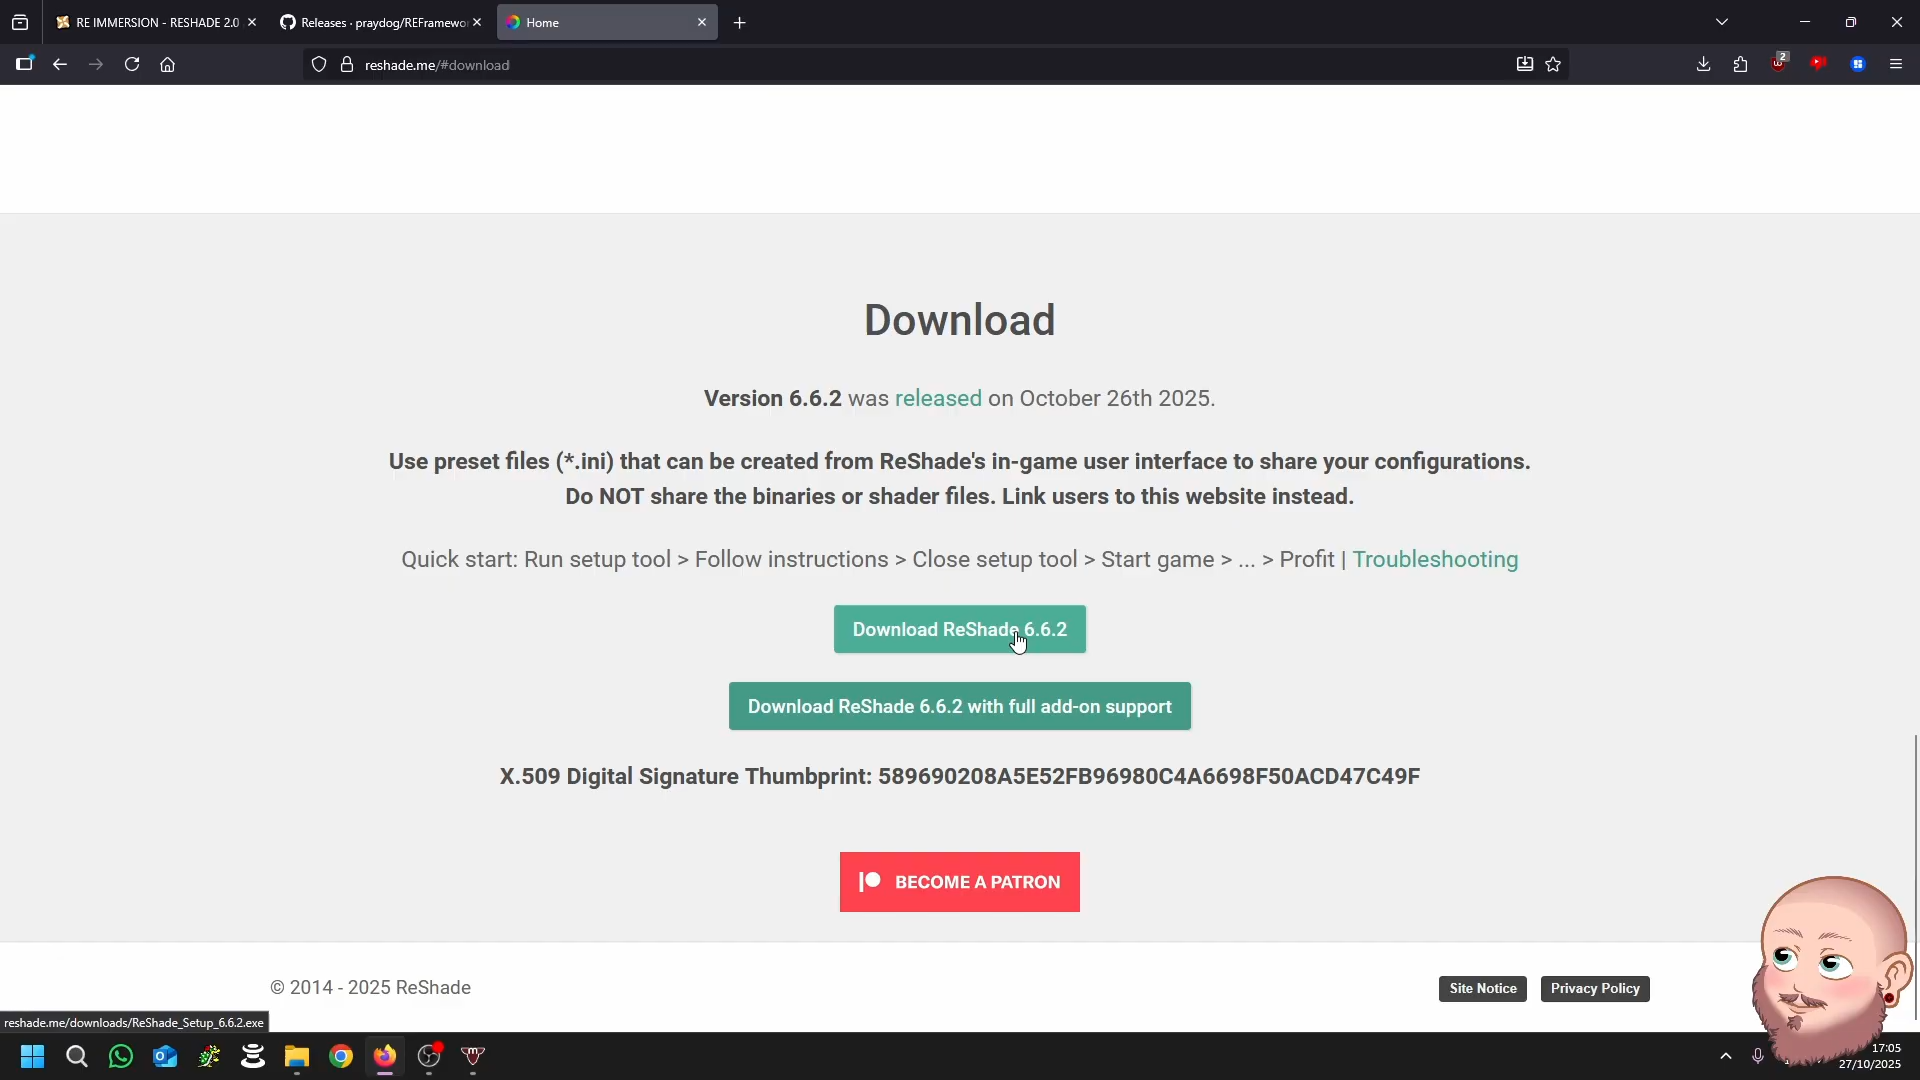 RE IMMERSION - RESHADE 2.0
Releases · praydog/REFramewo
Home
reshade.me/#download
2
Download
Version 6.6.2 was released on October 26th 2025.
Use preset files (*.ini) that can be created from ReShade's in-game user interface to share your configurations.
Do NOT share the binaries or shader files. Link users to this website instead.
Quick start: Run setup tool > Follow instructions > Close setup tool > Start game > ... > Profit | Troubleshooting
Download ReShade 6.6.2
Download ReShade 6.6.2 with full add-on support
X.509 Digital Signature Thumbprint: 589690208A5E52FB96980C4A6698F50ACD47C49F
BECOME A PATRON
© 2014 - 2025 ReShade
Site Notice
Privacy Policy
reshade.me/downloads/ReShade_Setup_6.6.2.exe
17:05
27/10/2025